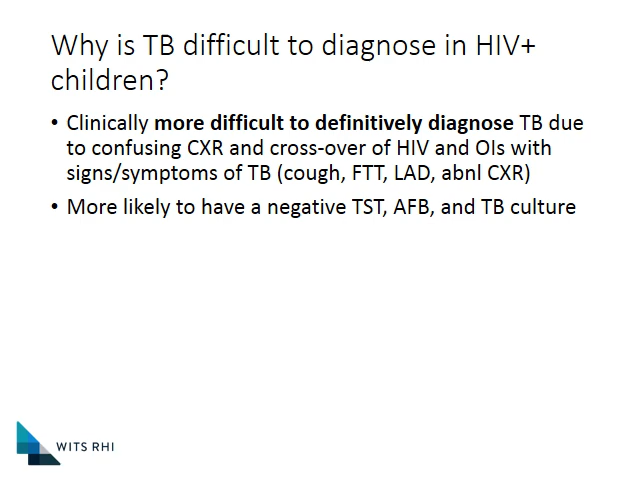 Why is TB difficult to diagnose in HIV+
children?
• Clinically more difficult to definitively diagnose TB due
to confusing CXR and cross-over of HIV and OIs with
signs/symptoms of TB (cough, FTT, LAD, abnl CXR)
• More likely to have a negative TST, AFB, and TB culture
WITS RHI